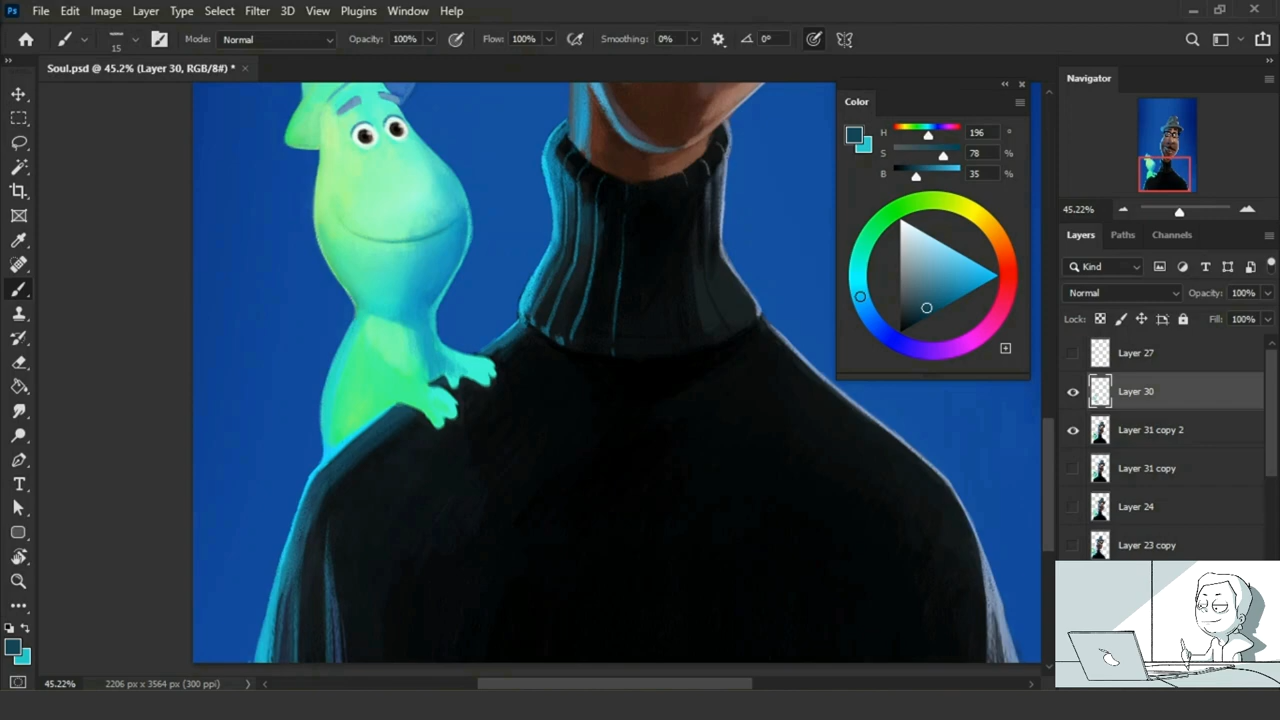 Ps File Edit Image Layer Type Select Filter 3D View Plugins Window Help
15 Mode: Normal Opacity: 100% Flow: 100% Smoothing: 0% 0°
Soul.psd @ 45.2% (Layer 30, RGB/8#) * ×
Color
H 196 °
S 78 %
B 35 %
Navigator
45.22%
Layers Paths Channels
Kind
Normal Opacity: 100%
Lock: Fill: 100%
Layer 27
Layer 30
Layer 31 copy 2
Layer 31 copy
Layer 24
Layer 23 copy
45.22% 2206 px x 3564 px (300 ppi)